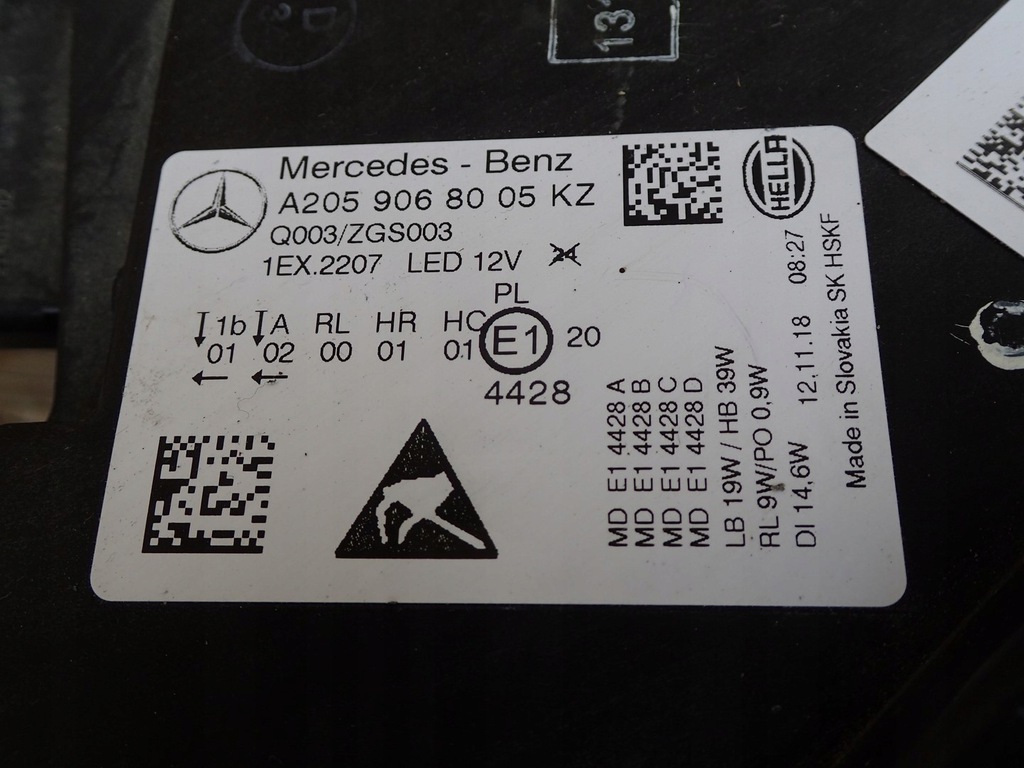 131
Mercedes - Benz
A205 906 8005 KZ
Q003/ZGS003
1EX.2207 LED 12V 24
PL
1b A RL HR HC E1 20
01 02 00 01 01
4428
HELLA
MD E1 4428 A
MD E1 4428 B
MD E1 4428 C
MD E1 4428 D
LB 19W / HB 39W
RL 9W/PO 0,9W
DI 14,6W 12.11.18 08:27
Made in Slovakia SK HSKF